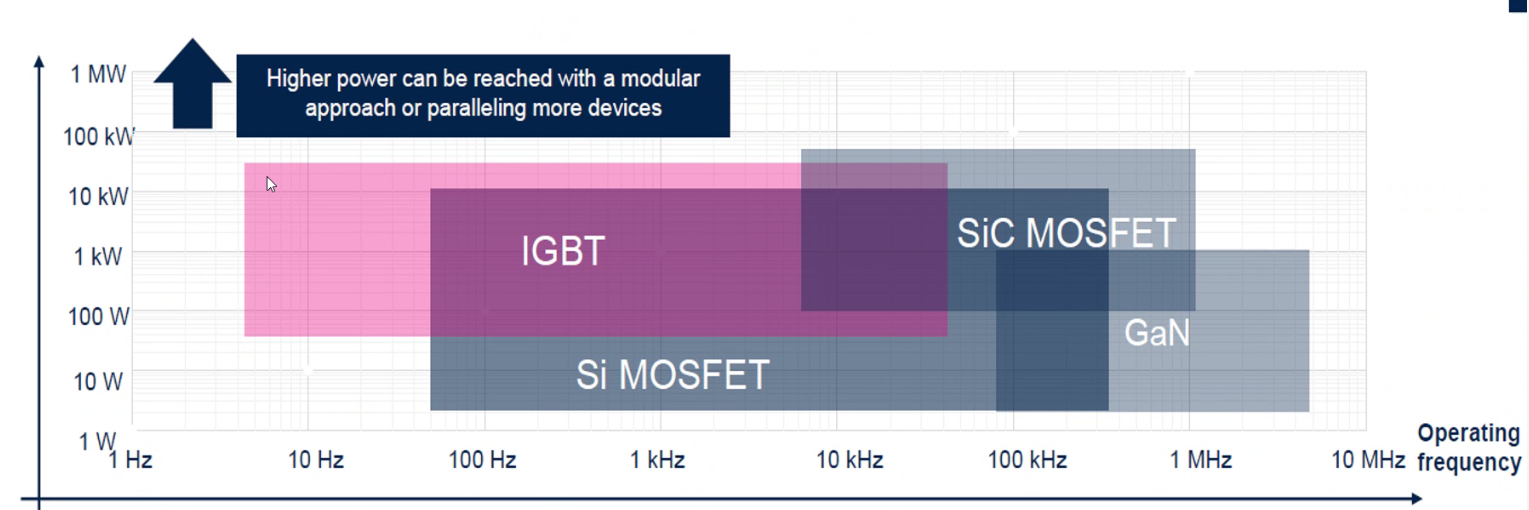 Higher power can be reached with a modular
approach or paralleling more devices
1 MW
100 kW
10 kW
1 kW
100 W
10 W
1 W
IGBT
SiC MOSFET
GaN
Si MOSFET
1 Hz
10 Hz
100 Hz
1 kHz
10 kHz
100 kHz
1 MHz
10 MHz
Operating
frequency